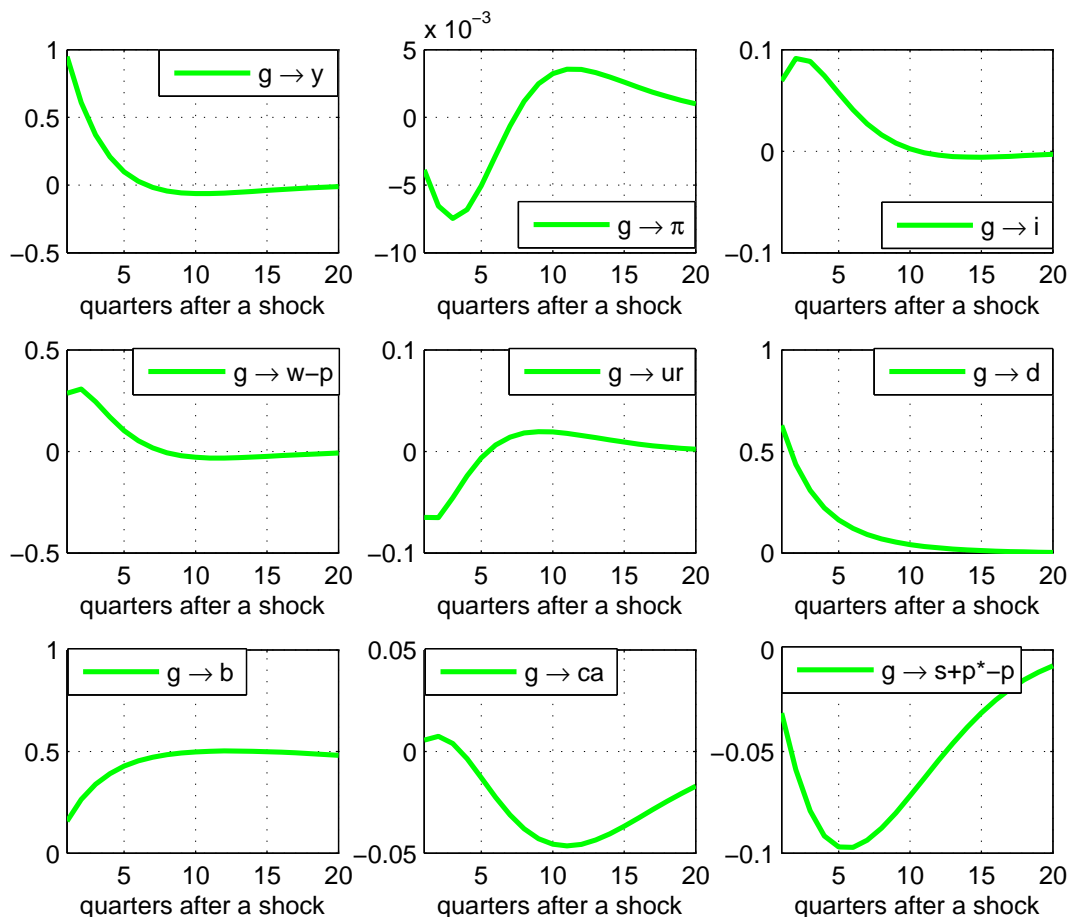 x 10⁻³
1
0.5
0
−0.5
g → y
5 10 15 20
quarters after a shock
5
0
−5
−10
g → π
5 10 15 20
quarters after a shock
0.1
0
−0.1
g → i
5 10 15 20
quarters after a shock
0.5
0
−0.5
g → w−p
5 10 15 20
quarters after a shock
0.1
0
−0.1
g → ur
5 10 15 20
quarters after a shock
1
0.5
0
g → d
5 10 15 20
quarters after a shock
1
0.5
0
g → b
5 10 15 20
quarters after a shock
0.05
0
−0.05
g → ca
5 10 15 20
quarters after a shock
0
−0.05
−0.1
g → s+p*−p
5 10 15 20
quarters after a shock